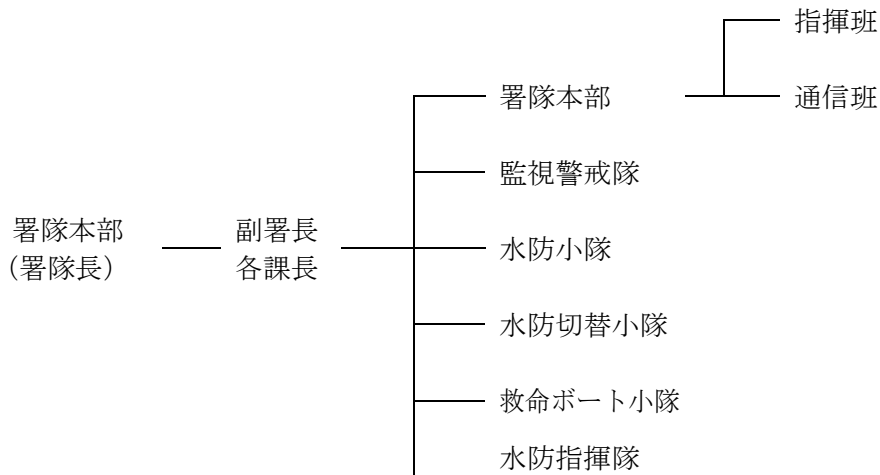 指揮班
署隊本部
通信班
監視警戒隊
署隊本部
(署隊長)
副署長
各課長
水防小隊
水防切替小隊
救命ボート小隊
水防指揮隊